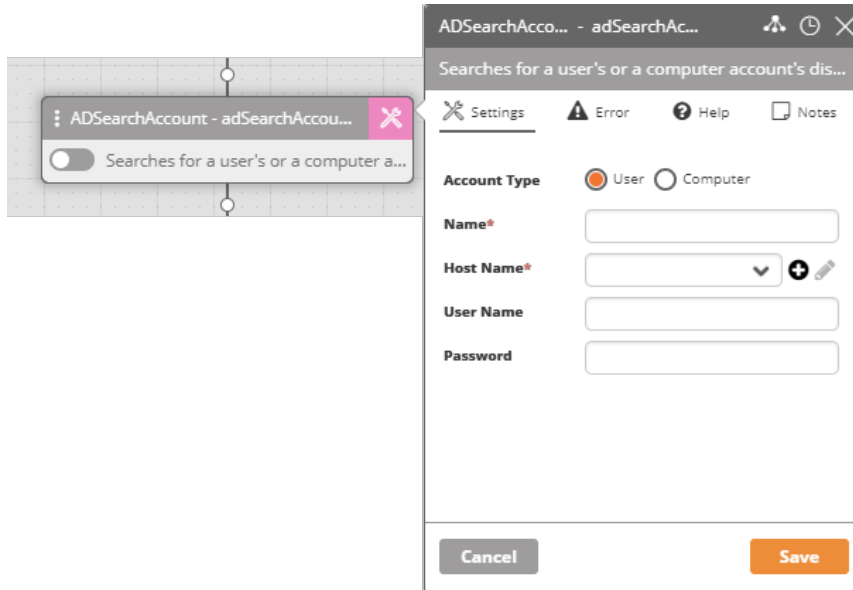 ADSearchAccount - adSearchAccou...
Searches for a user's or a computer a...
ADSearchAcco... - adSearchAc...
Searches for a user's or a computer account's dis...
Settings Error Help Notes
Account Type User Computer
Name*
Host Name*
User Name
Password
Cancel Save